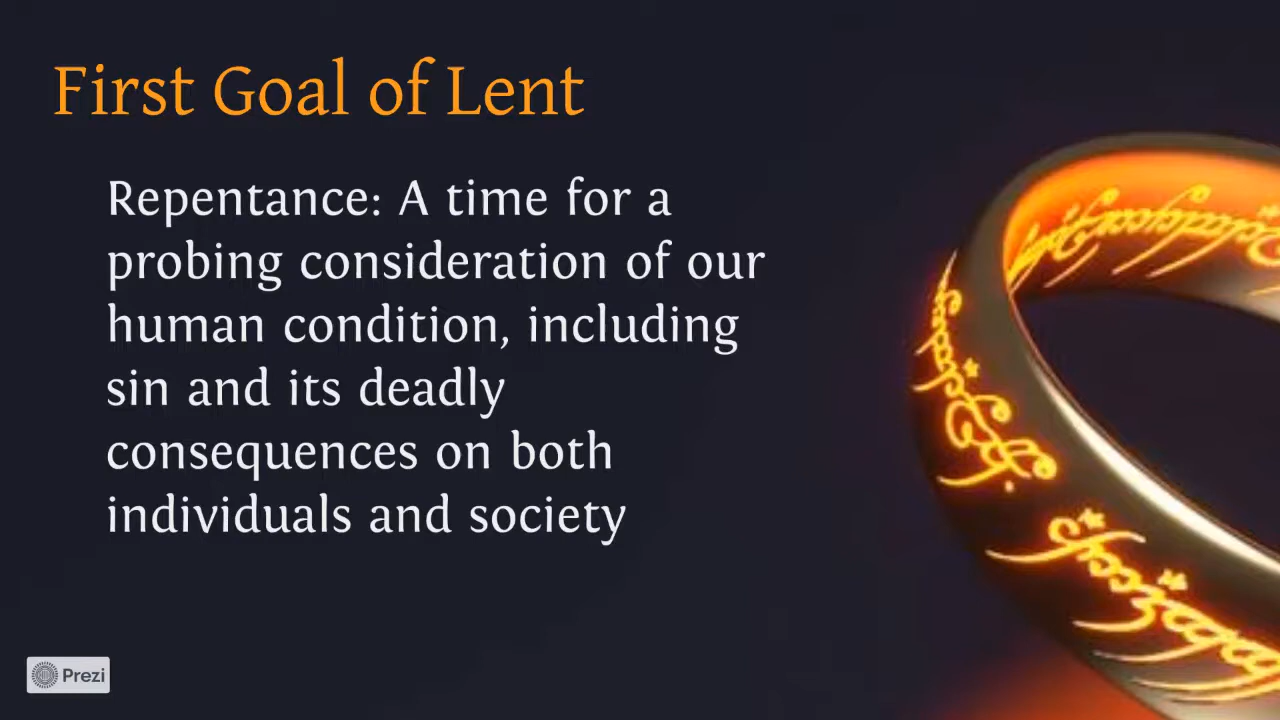 First Goal of Lent
Repentance: A time for a
probing consideration of our
human condition, including
sin and its deadly
consequences on both
individuals and society
Prezi